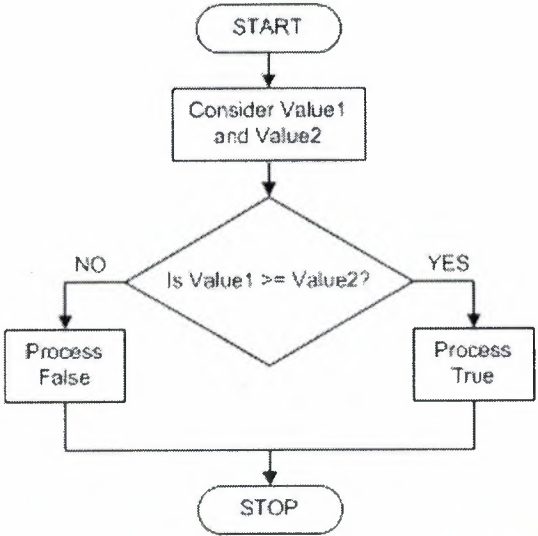 START
Consider Value1
and Value2
Is Value1 >= Value2?
NO
YES
Process
False
Process
True
STOP